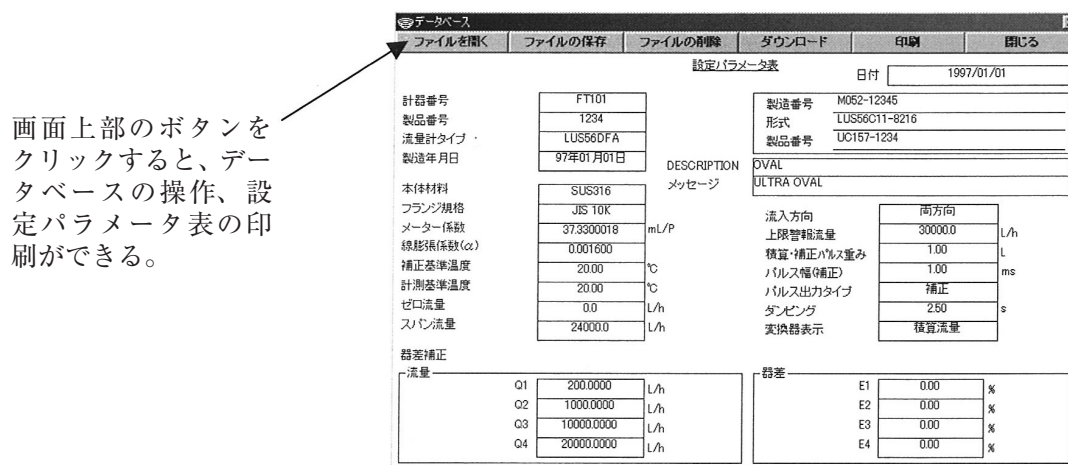 データベース
ファイルを開く ファイルの保存 ファイルの削除 ダウンロード 印刷 閉じる
設定パラメータ表
日付 1997/01/01
画面上部のボタンを
クリックすると、デー
タベースの操作、設
定パラメータ表の印
刷ができる。
計器番号 FT101
製品番号 1234
流量計タイプ LUS56DFA
製造年月日 97年01月01日
製造番号 M052-12345
形式 LUS56C11-8216
製品番号 UC157-1234
DESCRIPTION OVAL
メッセージ ULTRA OVAL
本体材料 SUS316
フランジ規格 JIS 10K
メーター係数 37.3300018 mL/P
線膨張係数(α) 0.001600
補正基準温度 20.00 ℃
計測基準温度 20.00 ℃
ゼロ流量 0.0 L/h
スパン流量 24000.0 L/h
流入方向 両方向
上限警報流量 30000.0 L/h
積算・補正パルス重み 1.00 L
パルス幅(補正) 1.00 ms
パルス出力タイプ 補正
ダンピング 2.50 s
変換器表示 積算流量
器差補正
流量
Q1 200.0000 L/h
Q2 1000.0000 L/h
Q3 10000.0000 L/h
Q4 20000.0000 L/h
器差
E1 0.00 %
E2 0.00 %
E3 0.00 %
E4 0.00 %